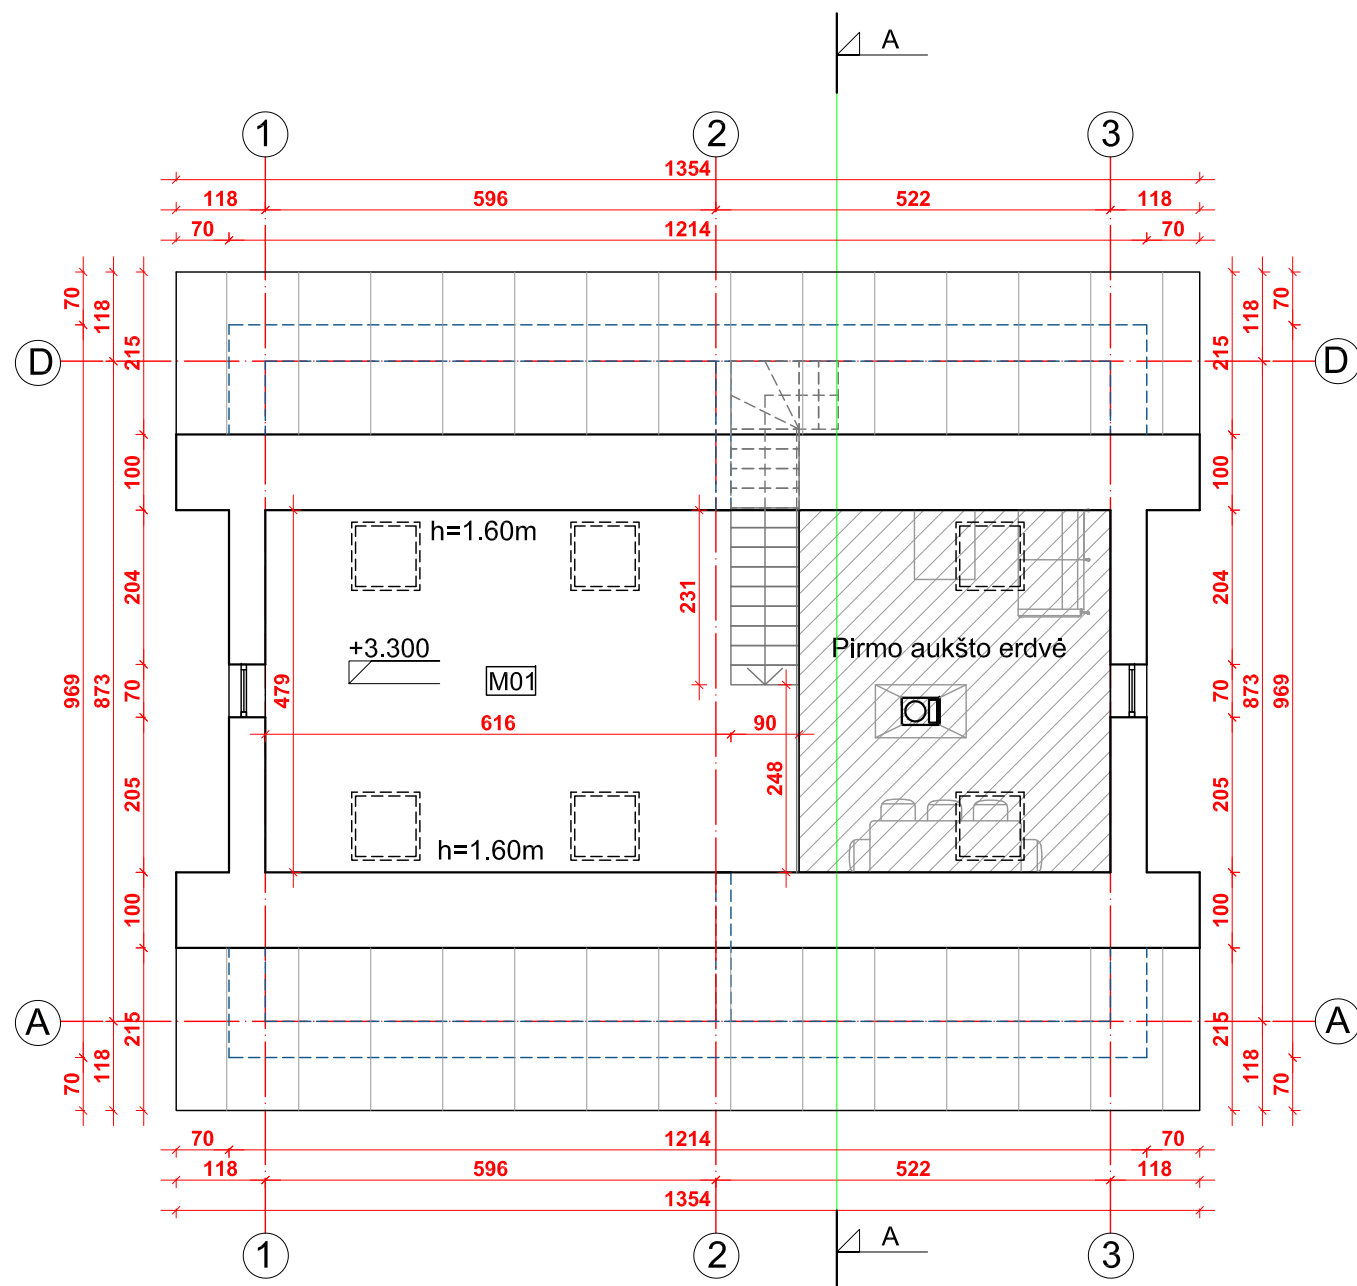 A
1 2 3
1354
118 596 522 118
70 1214 70
D D
70 118 215 215 118 70
100 100
h=1.60m
204 231 204
+3.300
M01
Pirmo aukšto erdvė
969 873 70 479 70 873 969
616 90
205 248 205
h=1.60m
100 100
A A
70 118 215 215 118 70
70 1214 70
118 596 522 118
1354
A
1 2 3